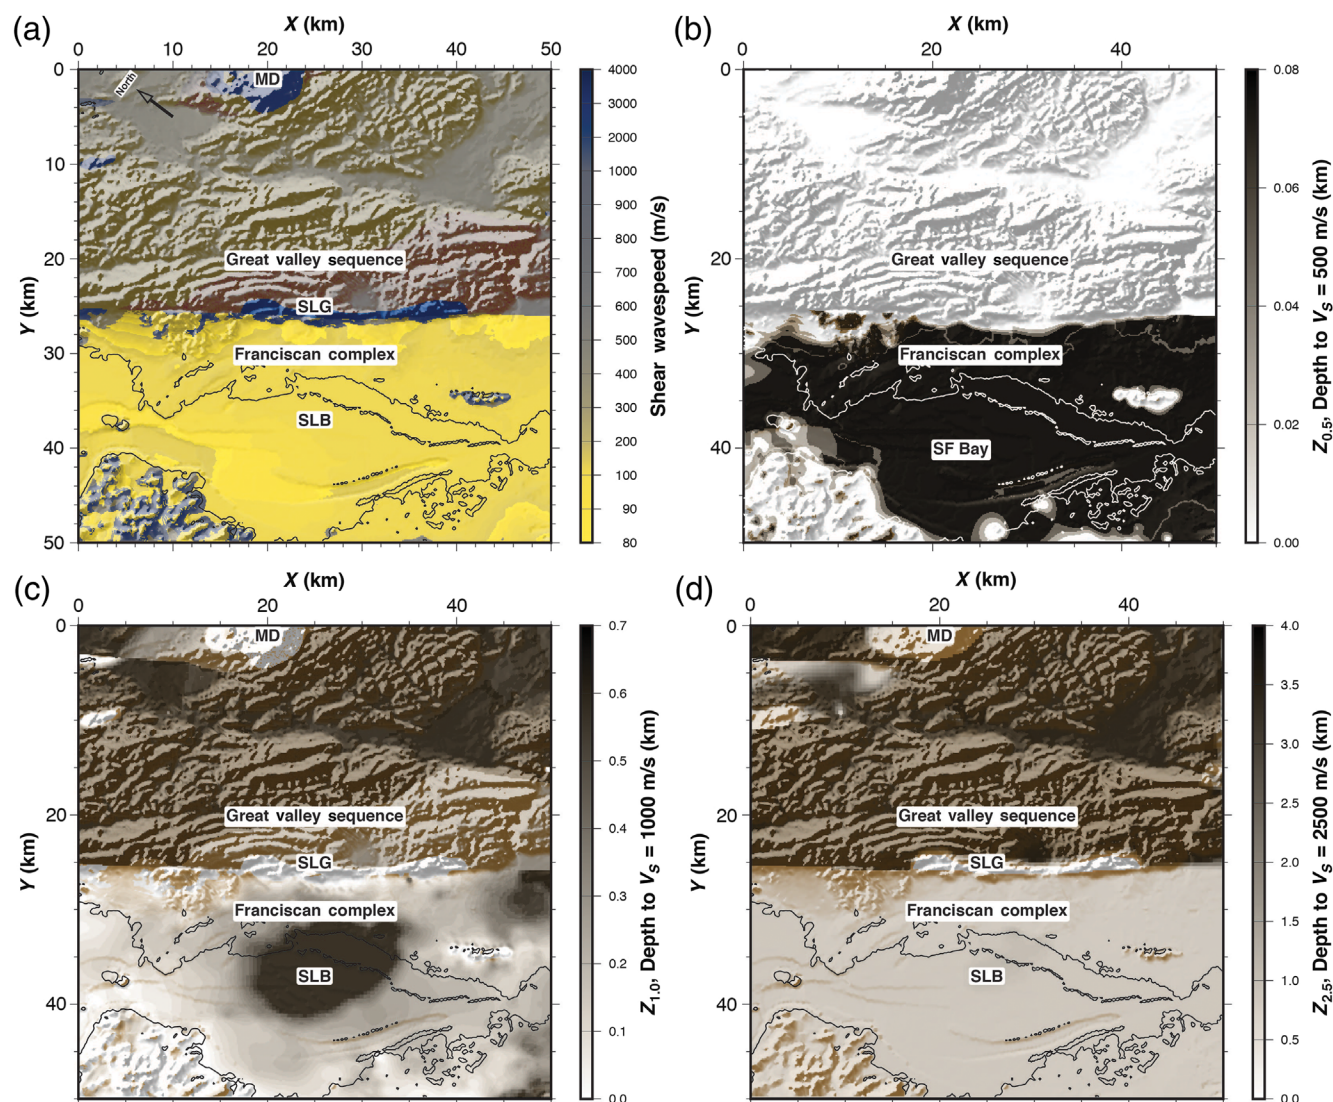 (a)
X (km)
0 10 20 30 40 50
0
10
20
30
40
50
Y (km)
North
MD
Great valley sequence
SLG
Franciscan complex
SLB
4000
3000
2000
1000
900
800
700
600
500
400
300
200
100
90
80
Shear wavespeed (m/s)
(b)
X (km)
0 20 40
0
20
40
Y (km)
Great valley sequence
Franciscan complex
SF Bay
0.08
0.06
0.04
0.02
0.00
Z0.5, Depth to VS = 500 m/s (km)
(c)
X (km)
0 20 40
0
20
40
Y (km)
MD
Great valley sequence
SLG
Franciscan complex
SLB
0.7
0.6
0.5
0.4
0.3
0.2
0.1
0.0
Z1.0, Depth to VS = 1000 m/s (km)
(d)
X (km)
0 20 40
0
20
40
Y (km)
MD
Great valley sequence
SLG
Franciscan complex
SLB
4.0
3.5
3.0
2.5
2.0
1.5
1.0
0.5
0.0
Z2.5, Depth to VS = 2500 m/s (km)